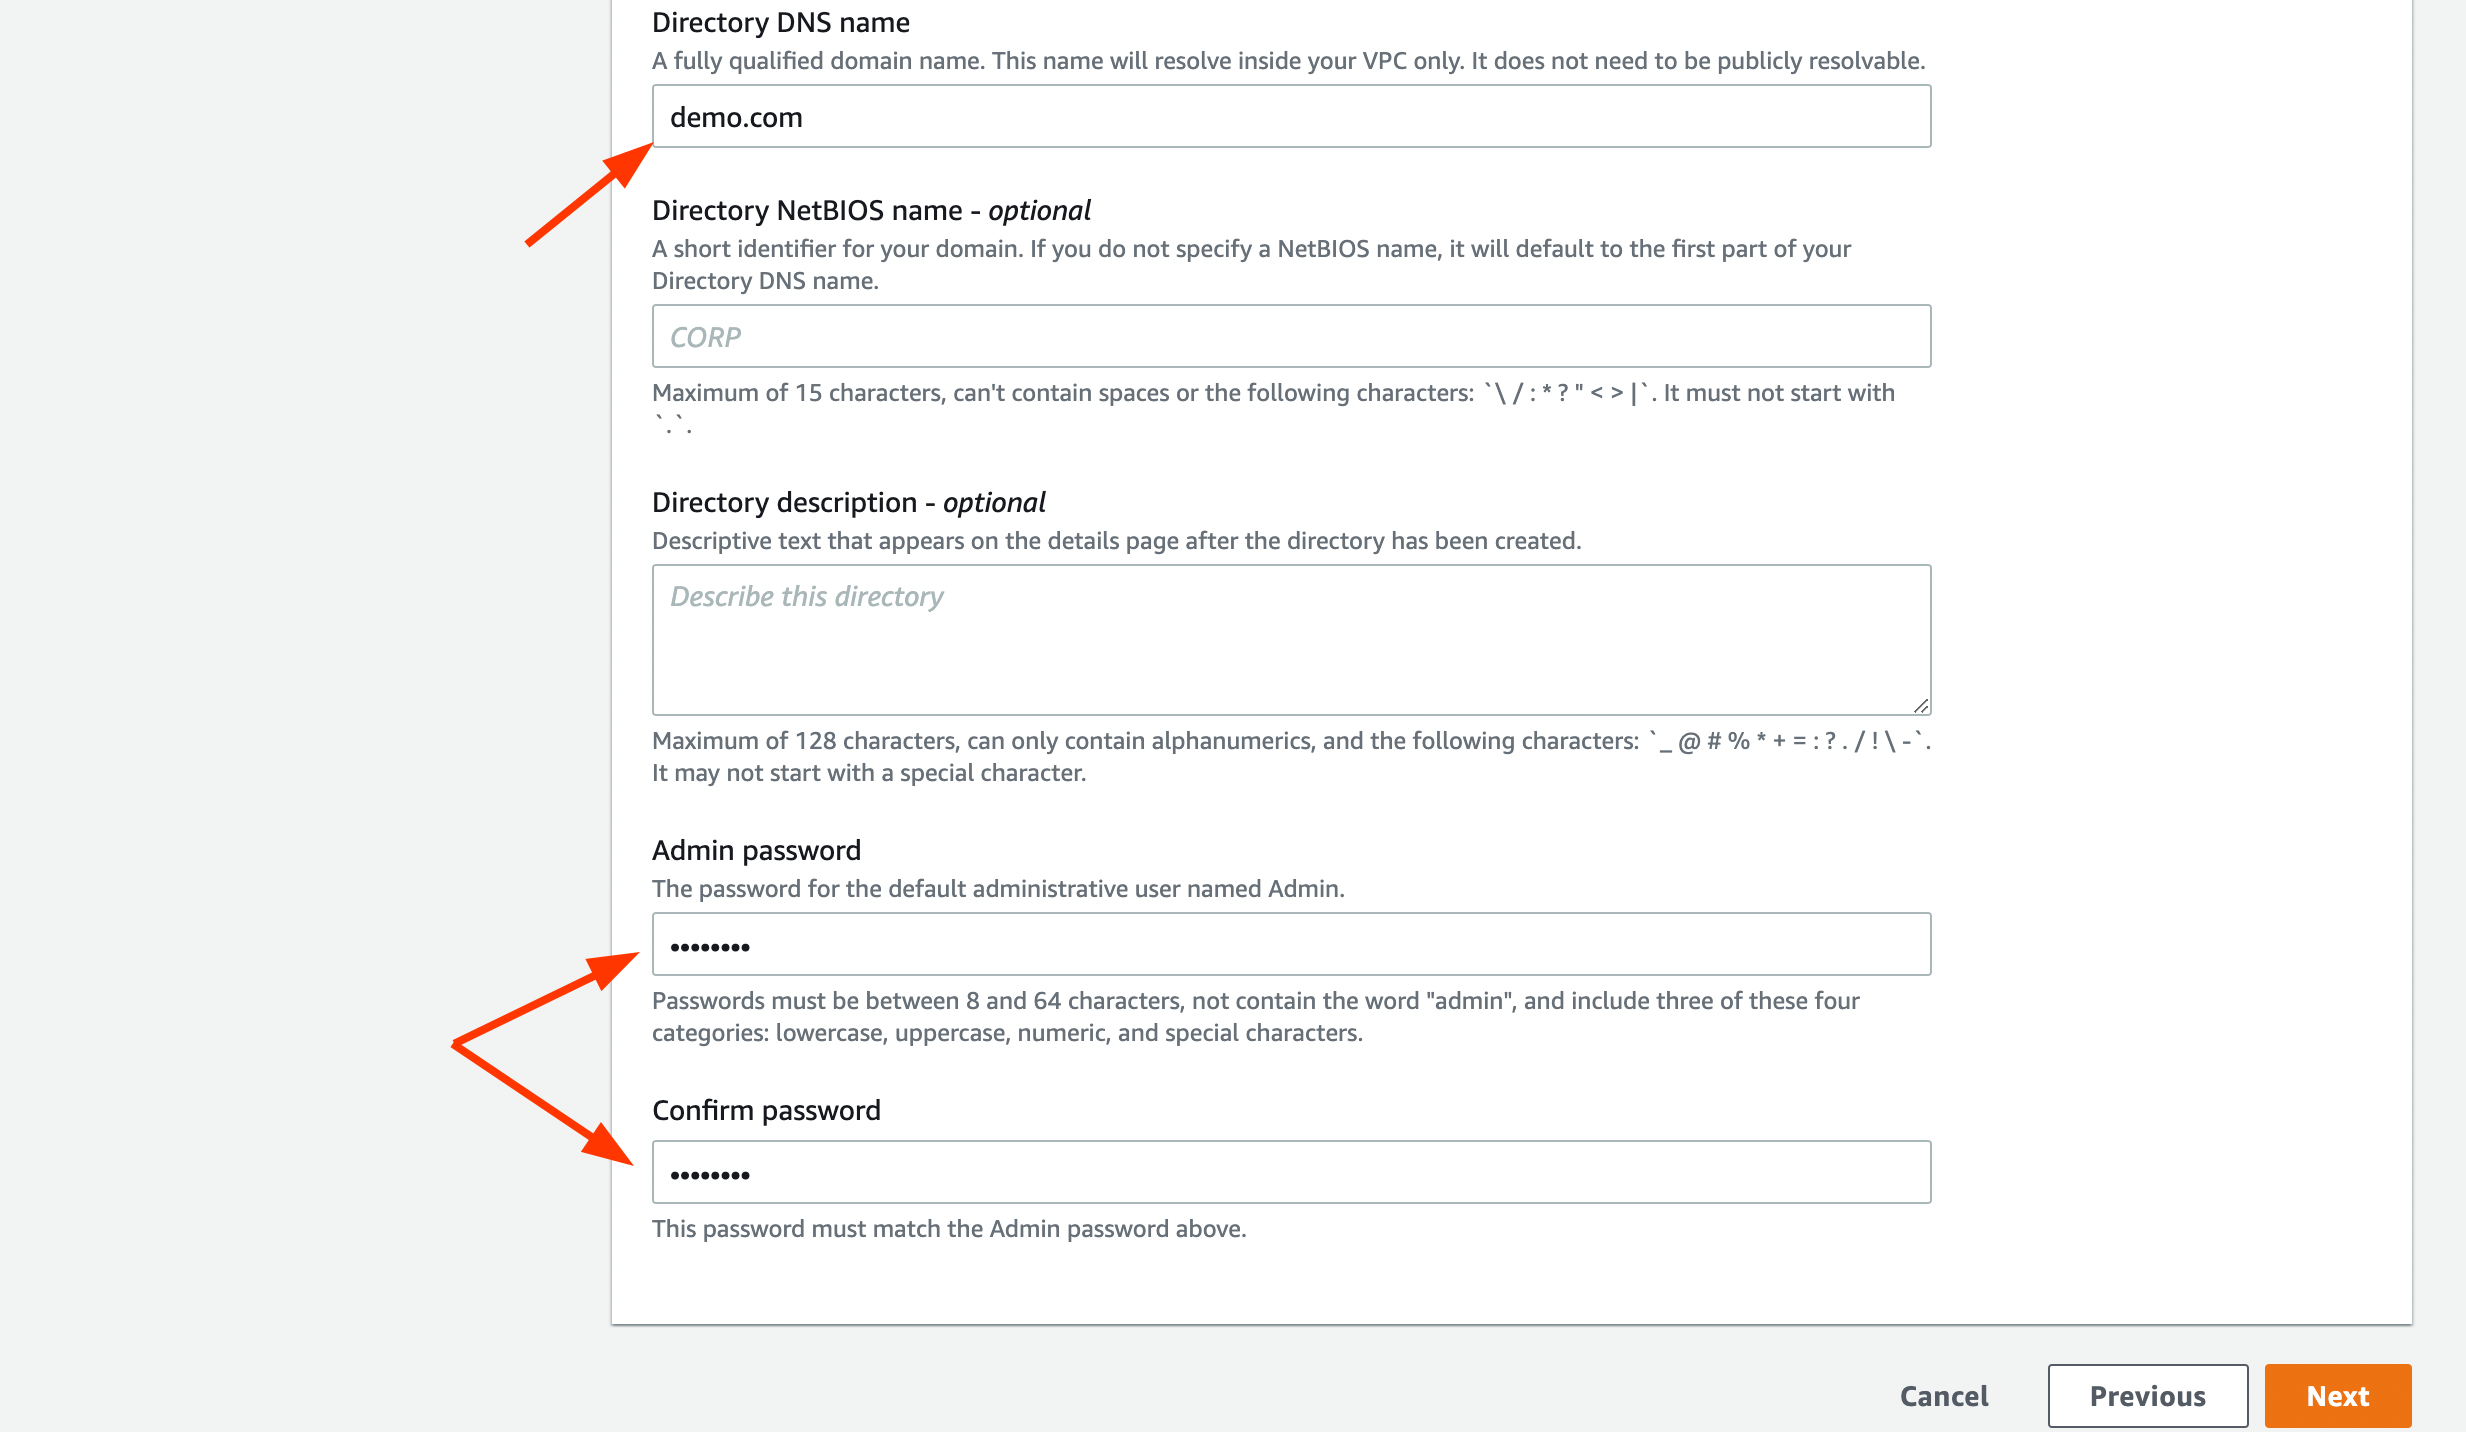 Directory DNS name
A fully qualified domain name. This name will resolve inside your VPC only. It does not need to be publicly resolvable.
demo.com
Directory NetBIOS name - optional
A short identifier for your domain. If you do not specify a NetBIOS name, it will default to the first part of your
Directory DNS name.
CORP
Maximum of 15 characters, can't contain spaces or the following characters: `\ / : * ? " < > |`. It must not start with
`.`.
Directory description - optional
Descriptive text that appears on the details page after the directory has been created.
Describe this directory
Maximum of 128 characters, can only contain alphanumerics, and the following characters: `_ @ # % * + = : ? . / ! \ -`.
It may not start with a special character.
Admin password
The password for the default administrative user named Admin.
••••••••
Passwords must be between 8 and 64 characters, not contain the word "admin", and include three of these four
categories: lowercase, uppercase, numeric, and special characters.
Confirm password
••••••••
This password must match the Admin password above.
Cancel Previous Next